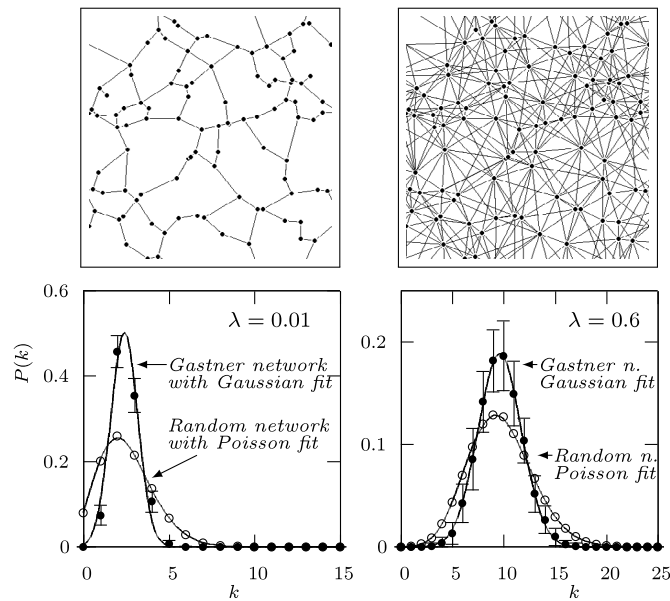 0.6
λ = 0.01
P(k)
Gastner network
with Gaussian fit
0.4
Random network
with Poisson fit
0.2
0
0 5 10 15
k
λ = 0.6
0.2
Gastner n.
Gaussian fit
0.1
Random n.
Poisson fit
0
0 5 10 15 20 25
k